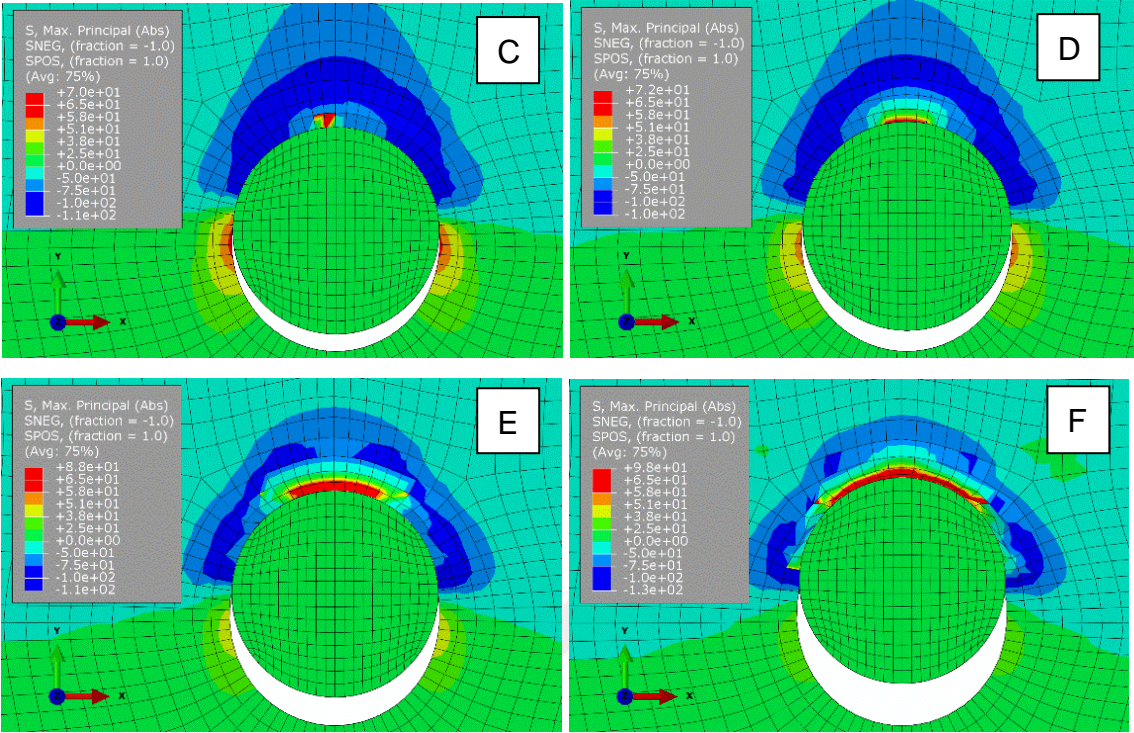 S, Max. Principal (Abs)
SNEG, (fraction = -1.0)
SPOS, (fraction = 1.0)
(Avg: 75%)
+7.0e+01
+6.5e+01
+5.8e+01
+5.1e+01
+3.8e+01
+2.5e+01
+0.0e+00
-5.0e+01
-7.5e+01
-1.0e+02
-1.1e+02
C
Y
Z
X
S, Max. Principal (Abs)
SNEG, (fraction = -1.0)
SPOS, (fraction = 1.0)
(Avg: 75%)
+7.2e+01
+6.5e+01
+5.8e+01
+5.1e+01
+3.8e+01
+2.5e+01
+0.0e+00
-5.0e+01
-7.5e+01
-1.0e+02
-1.0e+02
D
Y
Z
X
S, Max. Principal (Abs)
SNEG, (fraction = -1.0)
SPOS, (fraction = 1.0)
(Avg: 75%)
+8.8e+01
+6.5e+01
+5.8e+01
+5.1e+01
+3.8e+01
+2.5e+01
+0.0e+00
-5.0e+01
-7.5e+01
-1.0e+02
-1.1e+02
E
Y
Z
X
S, Max. Principal (Abs)
SNEG, (fraction = -1.0)
SPOS, (fraction = 1.0)
(Avg: 75%)
+9.8e+01
+6.5e+01
+5.8e+01
+5.1e+01
+3.8e+01
+2.5e+01
+0.0e+00
-5.0e+01
-7.5e+01
-1.0e+02
-1.3e+02
F
Y
Z
X